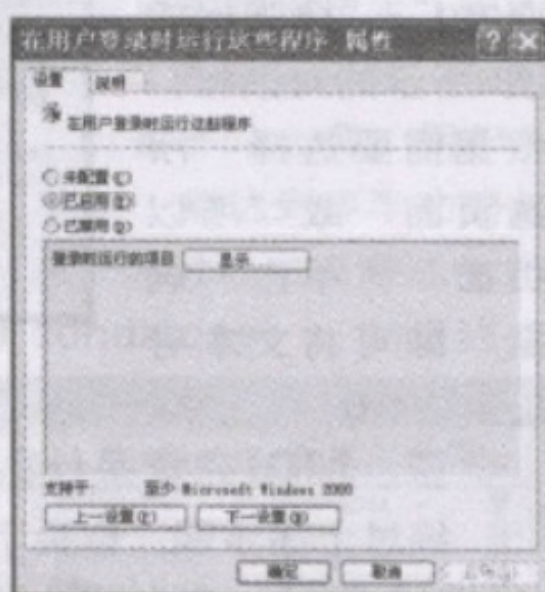 在用户登录时运行这些程序 属性
设置 说明
在用户登录时运行这些程序
未配置(C)
已启用(E)
已禁用(D)
登录时运行的项目 显示...
支持于: 至少 Microsoft Windows 2000
上一设置(P) 下一设置(N)
确定 取消